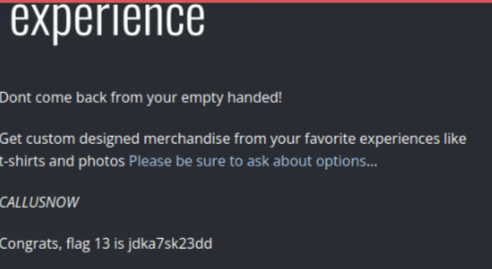 experience
Dont come back from your empty handed!
Get custom designed merchandise from your favorite experiences like
t-shirts and photos Please be sure to ask about options...
CALLUSNOW
Congrats, flag 13 is jdka7sk23dd